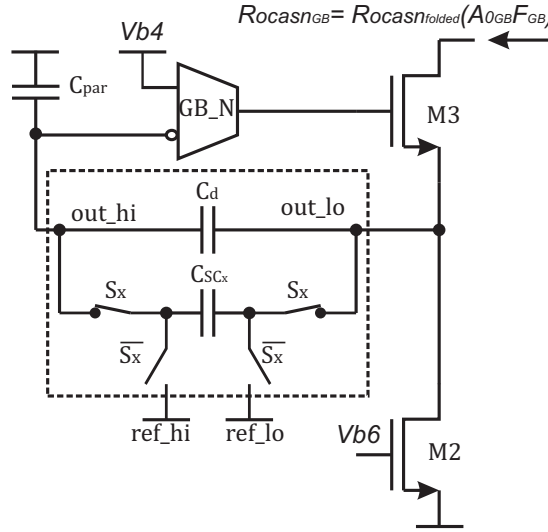 RocasnGB= Rocasnfolded(A0GBFGB)
Vb4
Cpar
GB_N
M3
Cd
out_hi
out_lo
CSCx
Sx
Sx
Sx
Sx
ref_hi
ref_lo
Vb6
M2